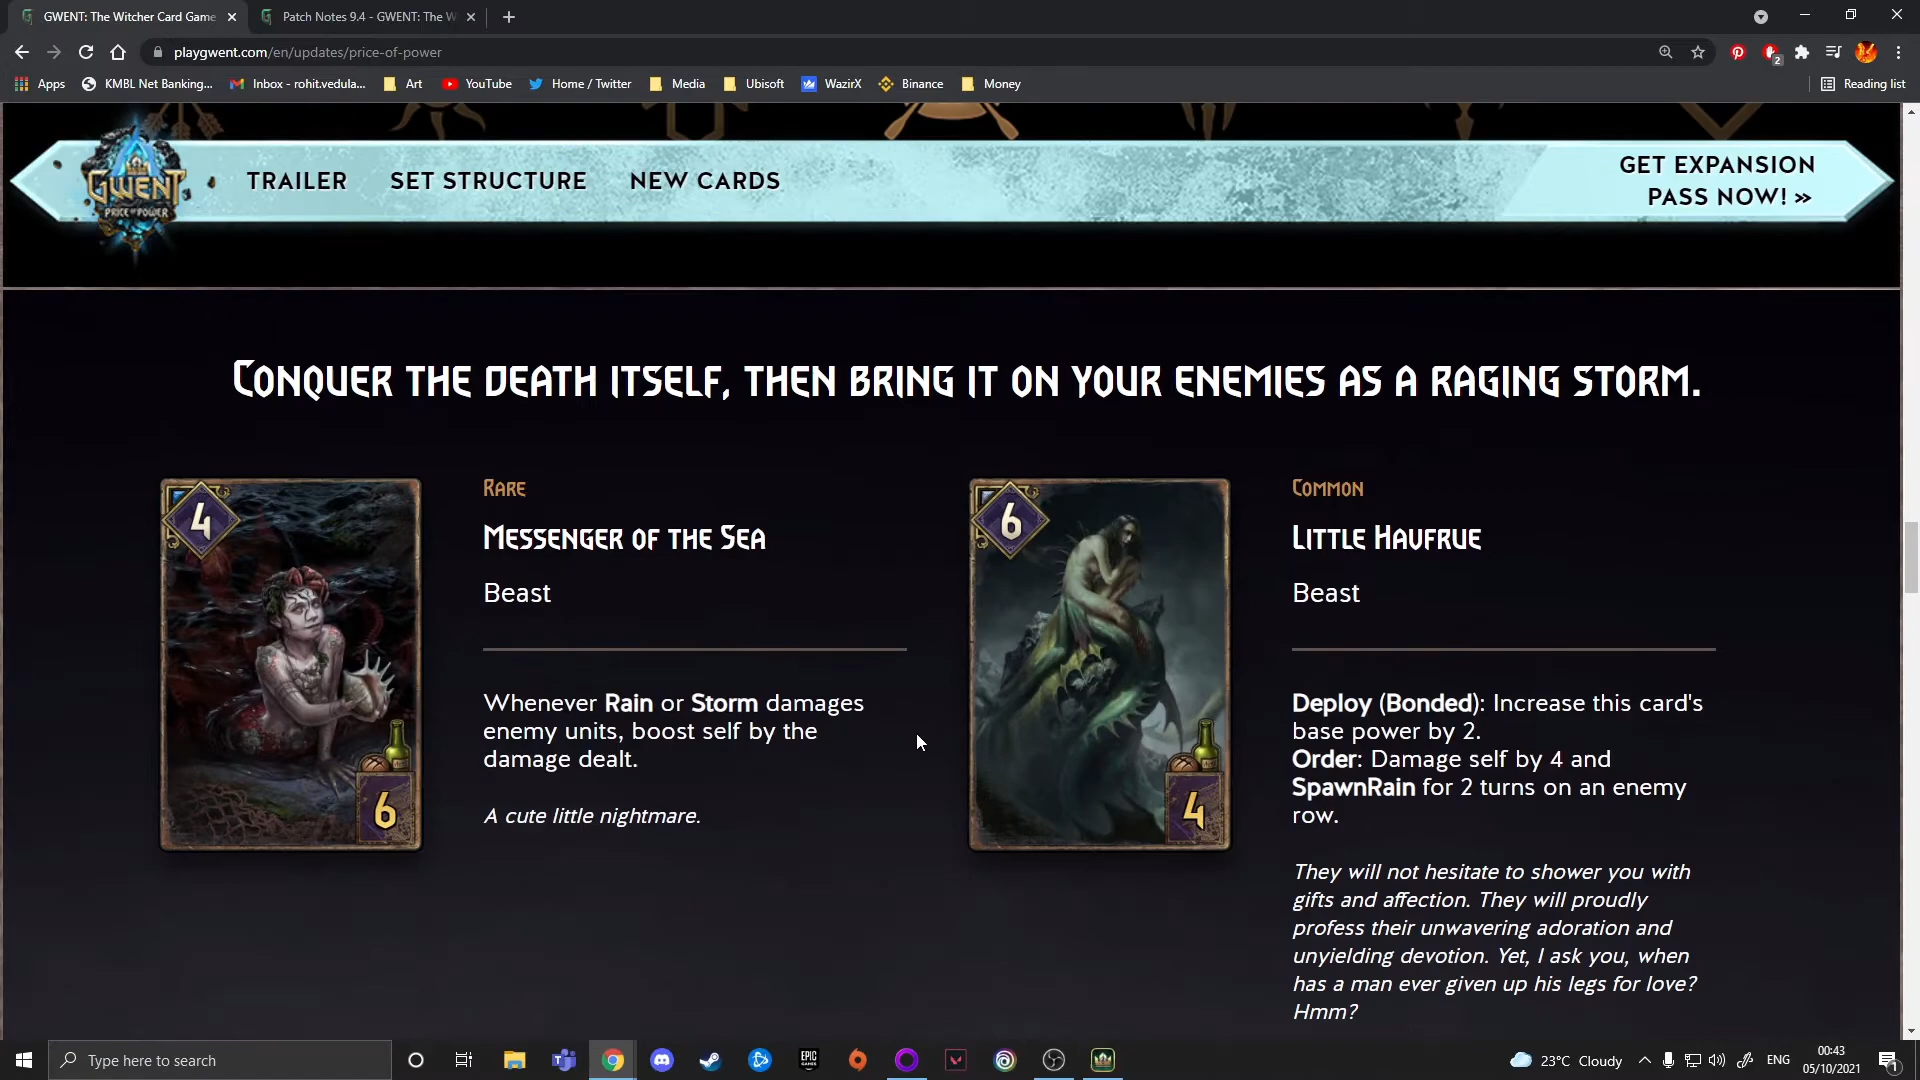 GWENT: The Witcher Card Game
Patch Notes 9.4 - GWENT: The W
playgwent.com/en/updates/price-of-power
2
Apps
KMBL Net Banking...
Inbox - rohit.vedula...
Art
YouTube
Home / Twitter
Media
Ubisoft
WazirX
Binance
Money
Reading list
GWENT
PRICE OF POWER
TRAILER
SET STRUCTURE
NEW CARDS
GET EXPANSION
PASS NOW! »
Conquer the death itself, then bring it on your enemies as a raging storm.
4
6
Rare
Messenger of the Sea
Beast
Whenever Rain or Storm damages
enemy units, boost self by the
damage dealt.
A cute little nightmare.
6
4
Common
Little Havfrue
Beast
Deploy (Bonded): Increase this card's
base power by 2.
Order: Damage self by 4 and
SpawnRain for 2 turns on an enemy
row.
They will not hesitate to shower you with
gifts and affection. They will proudly
profess their unwavering adoration and
unyielding devotion. Yet, I ask you, when
has a man ever given up his legs for love?
Hmm?
Type here to search
EPIC
GAMES
23°C Cloudy
ENG
00:43
05/10/2021
1